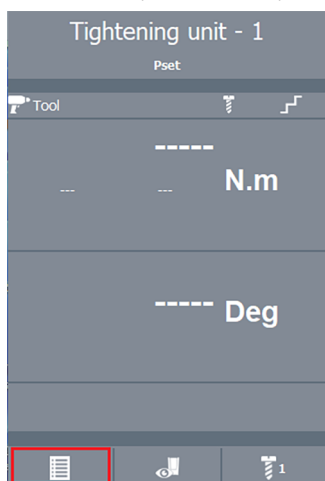 Tightening unit - 1
Pset
Tool
-----
--- --- N.m
----- Deg
1